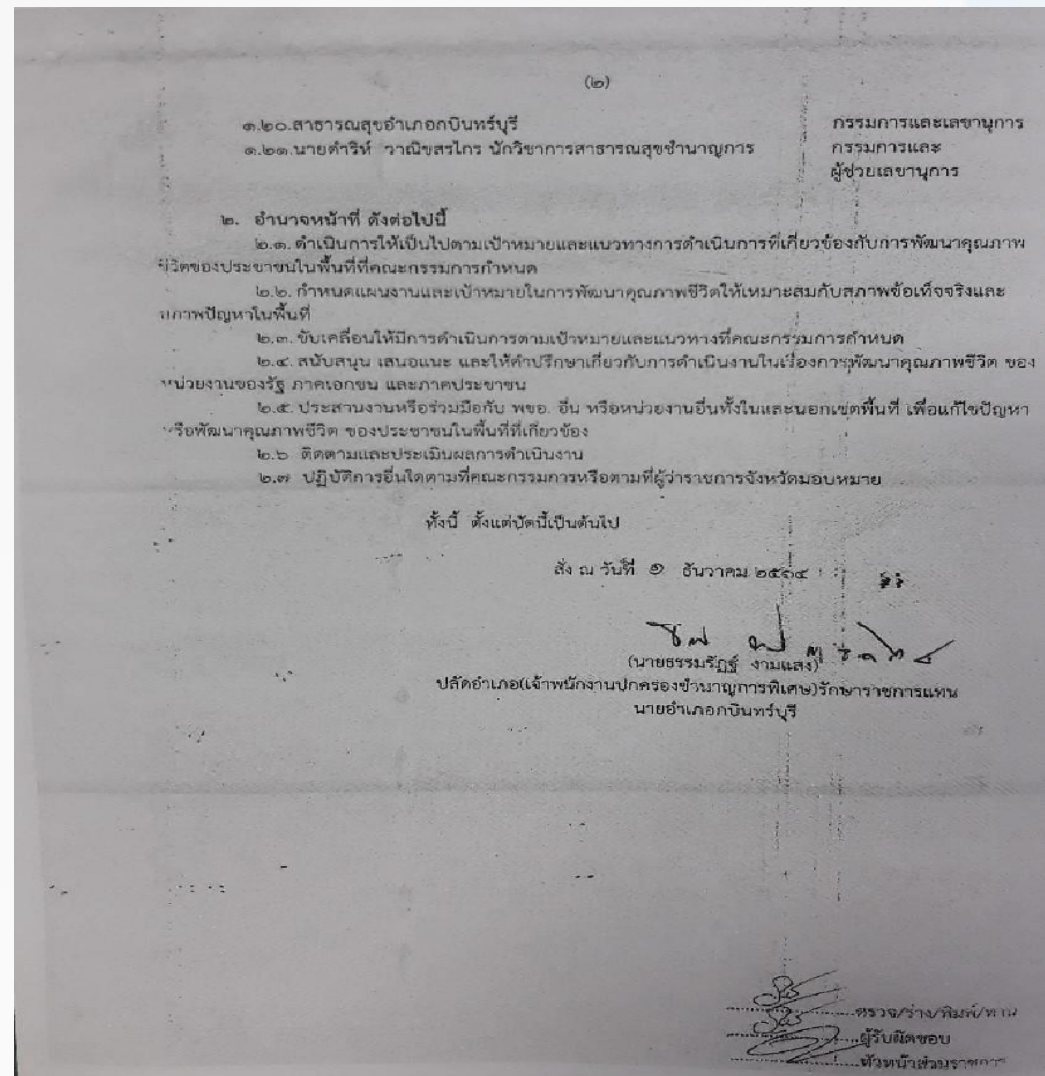 (๒)
๑.๒๐.สาธารณสุขอำเภอกบินทร์บุรี กรรมการและเลขานุการ
๑.๒๑.นายดำริห์ วาณิชสรไกร นักวิชาการสาธารณสุขชำนาญการ กรรมการและ
ผู้ช่วยเลขานุการ
๒. อำนาจหน้าที่ ดังต่อไปนี้
๒.๑. ดำเนินการให้เป็นไปตามเป้าหมายและแนวทางการดำเนินการที่เกี่ยวข้องกับการพัฒนาคุณภาพ
ชีวิตของประชาชนในพื้นที่ที่คณะกรรมการกำหนด
๒.๒. กำหนดแผนงานและเป้าหมายในการพัฒนาคุณภาพชีวิตให้เหมาะสมกับสภาพข้อเท็จจริงและ
สภาพปัญหาในพื้นที่
๒.๓. ขับเคลื่อนให้มีการดำเนินการตามเป้าหมายและแนวทางที่คณะกรรมการกำหนด
๒.๔. สนับสนุน เสนอแนะ และให้คำปรึกษาเกี่ยวกับการดำเนินงานในเรื่องการพัฒนาคุณภาพชีวิต ของ
หน่วยงานของรัฐ ภาคเอกชน และภาคประชาชน
๒.๕. ประสานงานหรือร่วมมือกับ พชอ. อื่น หรือหน่วยงานอื่นทั้งในและนอกเขตพื้นที่ เพื่อแก้ไขปัญหา
หรือพัฒนาคุณภาพชีวิต ของประชาชนในพื้นที่ที่เกี่ยวข้อง
๒.๖ ติดตามและประเมินผลการดำเนินงาน
๒.๗ ปฏิบัติการอื่นใดตามที่คณะกรรมการหรือตามที่ผู้ว่าราชการจังหวัดมอบหมาย
ทั้งนี้ ตั้งแต่บัดนี้เป็นต้นไป
สั่ง ณ วันที่ ๑ ธันวาคม ๒๕๖๔
(นายธรรมรัฏฐ์ งามแสง)
ปลัดอำเภอ(เจ้าพนักงานปกครองชำนาญการพิเศษ)รักษาราชการแทน
นายอำเภอกบินทร์บุรี
ตรวจ/ร่าง/พิมพ์/ทาน
ผู้รับผิดชอบ
หัวหน้าส่วนราชการ